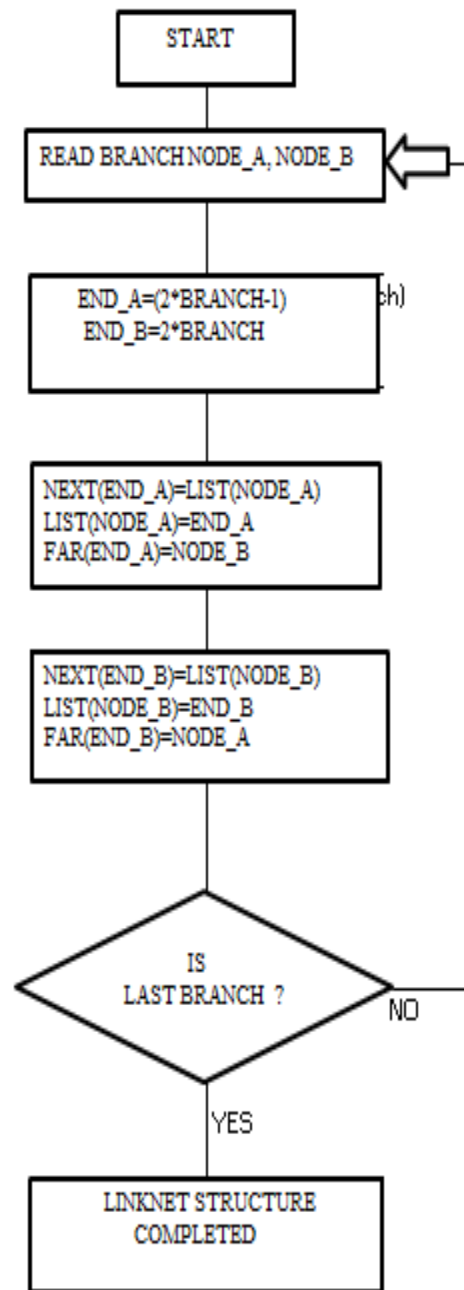 START
READ BRANCH NODE_A, NODE_B
END_A=(2*BRANCH-1)
END_B=2*BRANCH
ch)
NEXT(END_A)=LIST(NODE_A)
LIST(NODE_A)=END_A
FAR(END_A)=NODE_B
NEXT(END_B)=LIST(NODE_B)
LIST(NODE_B)=END_B
FAR(END_B)=NODE_A
IS
LAST BRANCH ?
NO
YES
LINKNET STRUCTURE
COMPLETED